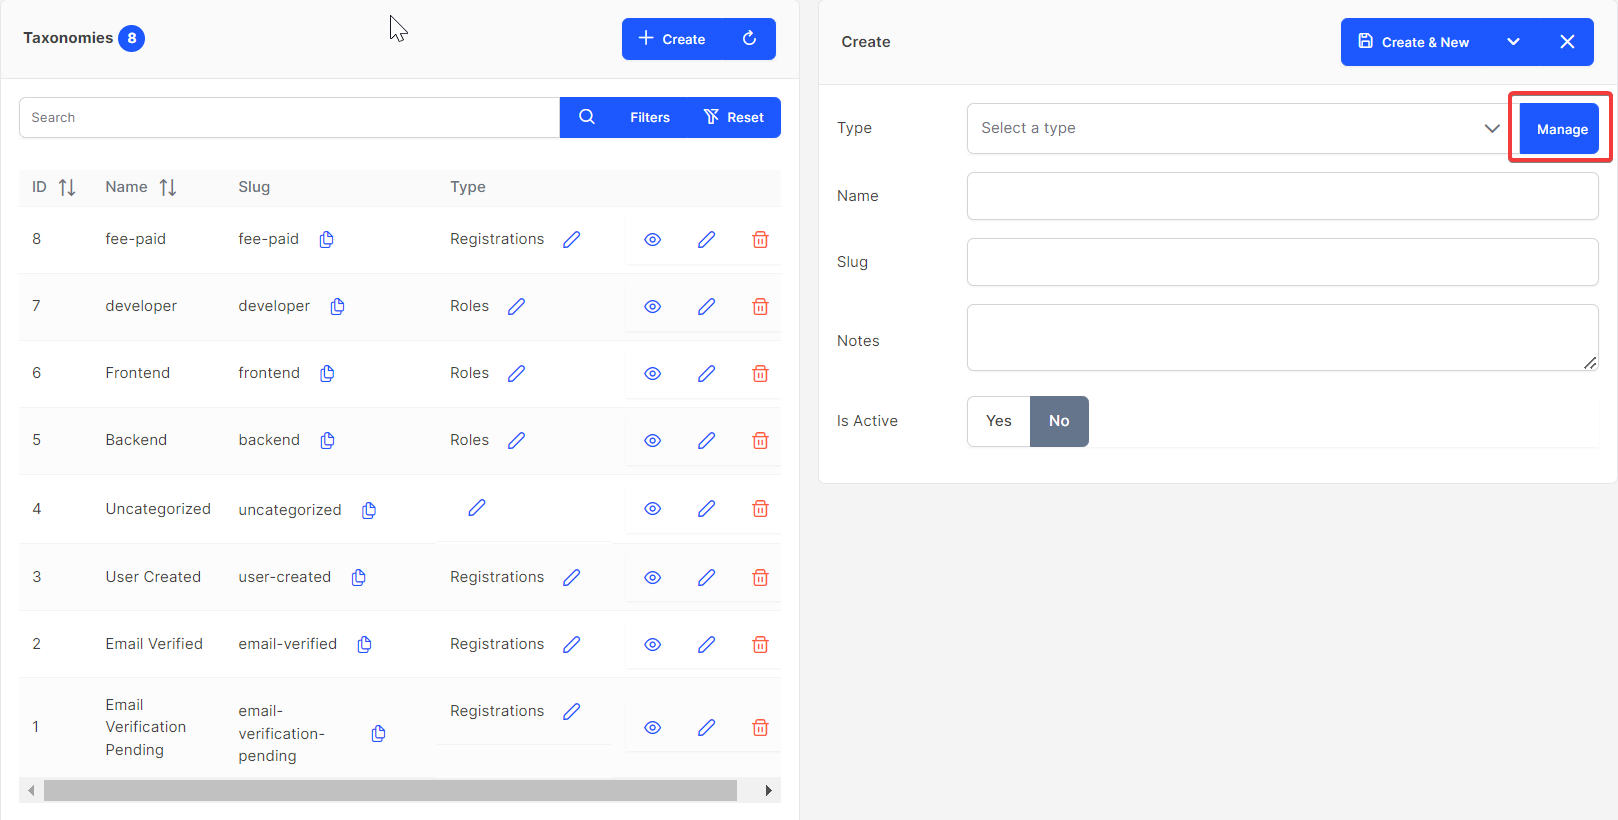 Taxonomies 8
Create
Search
Filters
Reset
ID Name Slug Type
8 fee-paid fee-paid Registrations
7 developer developer Roles
6 Frontend frontend Roles
5 Backend backend Roles
4 Uncategorized uncategorized
3 User Created user-created Registrations
2 Email Verified email-verified Registrations
1 Email Verification Pending email-verification-pending Registrations
Create
Create & New
Type Select a type Manage
Name
Slug
Notes
Is Active Yes No